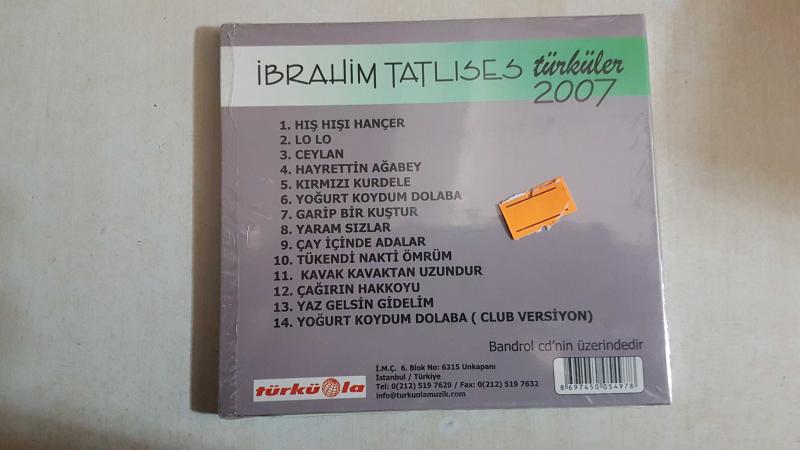 İBRAHİM TATLISES türküler
2007
1. HIŞ HIŞI HANÇER
2. LO LO
3. CEYLAN
4. HAYRETTİN AĞABEY
5. KIRMIZI KURDELE
6. YOĞURT KOYDUM DOLABA
7. GARİP BİR KUŞTUR
8. YARAM SIZLAR
9. ÇAY İÇİNDE ADALAR
10. TÜKENDİ NAKTİ ÖMRÜM
11. KAVAK KAVAKTAN UZUNDUR
12. ÇAĞIRIN HAKKOYU
13. YAZ GELSİN GİDELİM
14. YOĞURT KOYDUM DOLABA ( CLUB VERSİYON)
Bandrol cd'nin üzerindedir
türküola
İ.M.Ç. 6. Blok No: 6315 Unkapanı
İstanbul / Türkiye
Tel: 0(212) 519 7629 / Fax: 0(212) 519 7632
info@turkuolamuzik.com
8 697450 054978